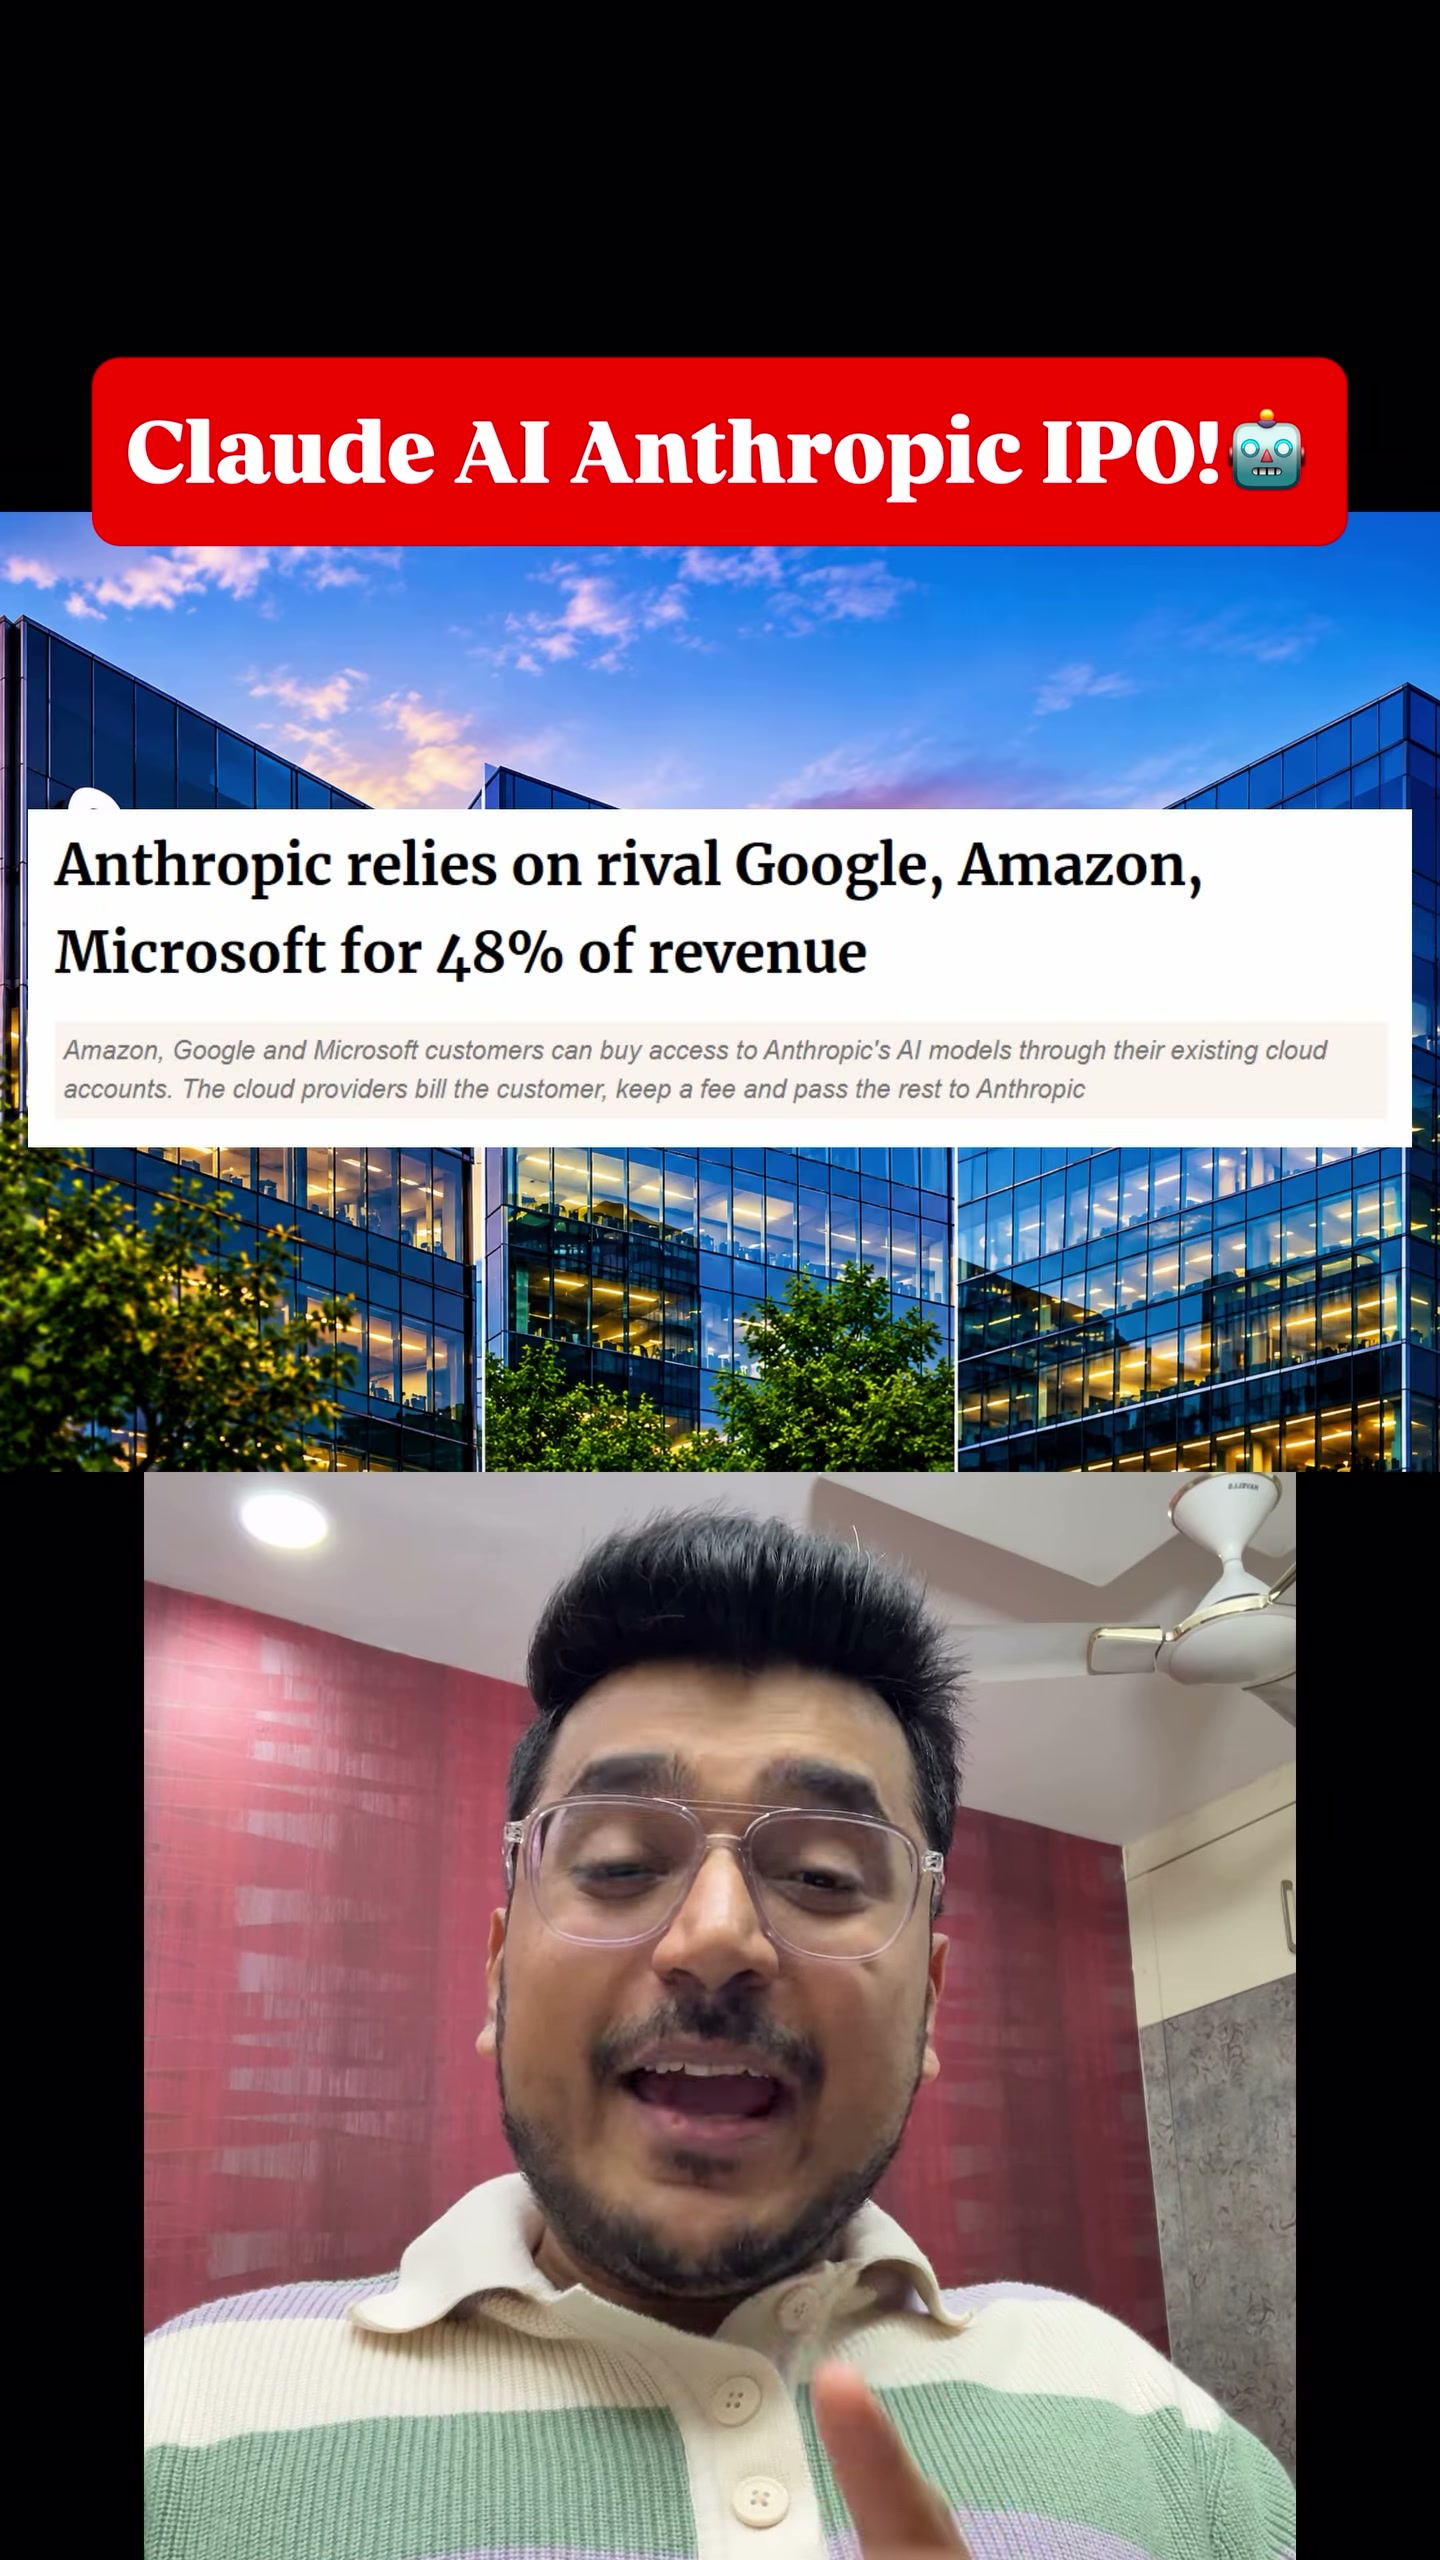 Claude AI Anthropic IPO!🤖
Anthropic relies on rival Google, Amazon,
Microsoft for 48% of revenue
Amazon, Google and Microsoft customers can buy access to Anthropic's AI models through their existing cloud
accounts. The cloud providers bill the customer, keep a fee and pass the rest to Anthropic
HAVELLS